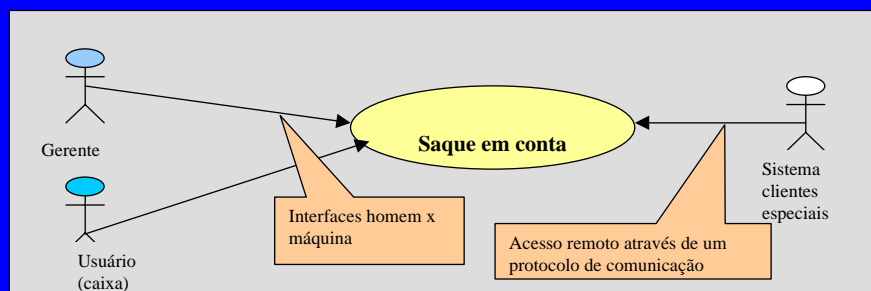 Gerente
Saque em conta
Sistema
clientes
especiais
Interfaces homem x
máquina
Acesso remoto através de um
protocolo de comunicação
Usuário
(caixa)